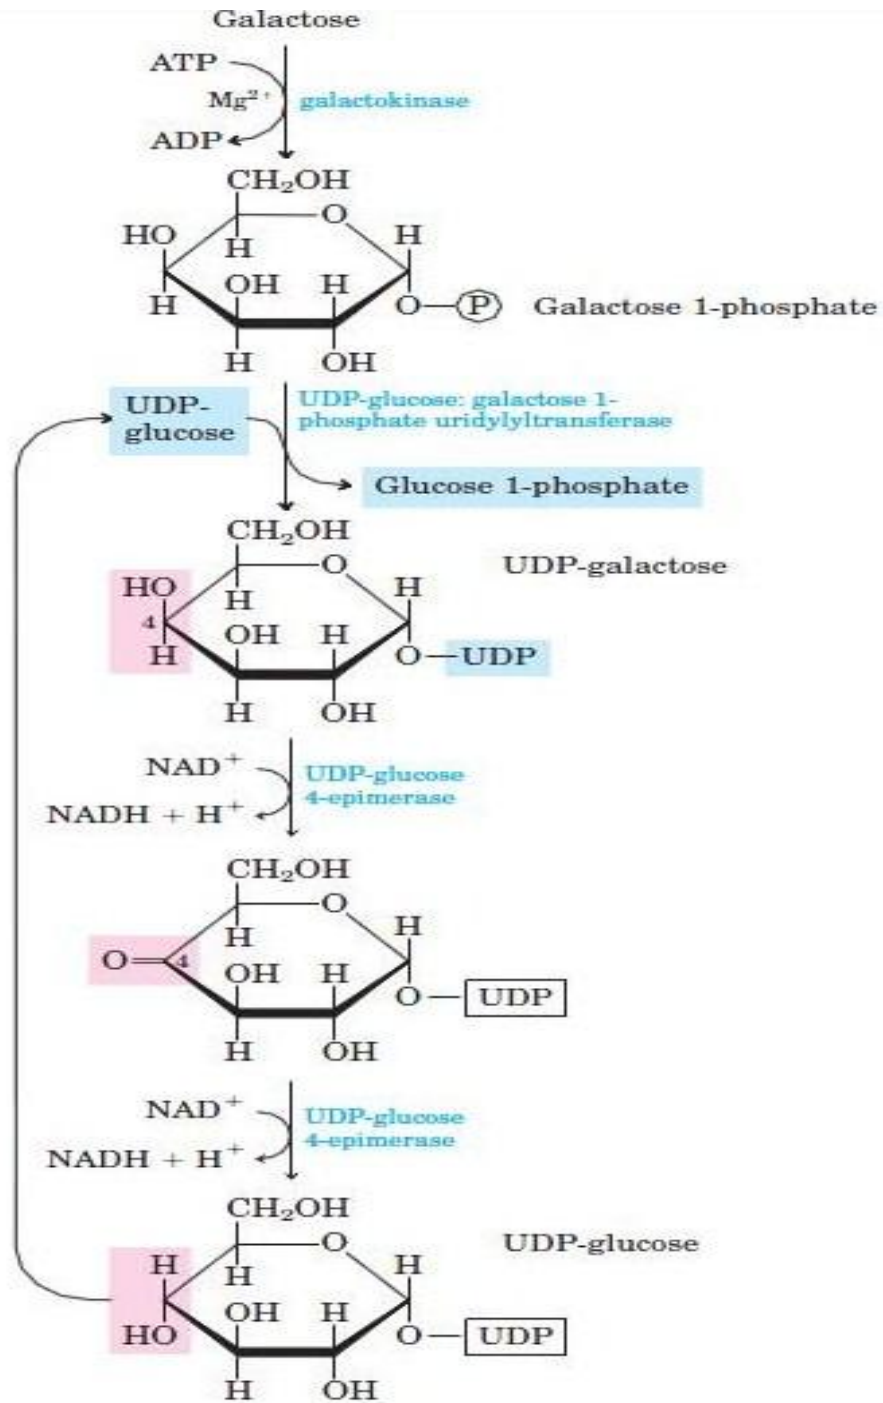 Galactose
ATP
Mg²⁺ galactokinase
ADP
CH₂OH
O
HO H H
OH H
H O P Galactose 1-phosphate
H OH
UDP-glucose: galactose 1-
phosphate uridylyltransferase
UDP-
glucose
Glucose 1-phosphate
CH₂OH
O UDP-galactose
HO H H
4 OH H
H O UDP
H OH
NAD⁺ UDP-glucose
4-epimerase
NADH + H⁺
CH₂OH
O
H H
O 4
OH H
O UDP
H OH
NAD⁺ UDP-glucose
4-epimerase
NADH + H⁺
CH₂OH
O UDP-glucose
H H H
OH H
HO O UDP
H OH